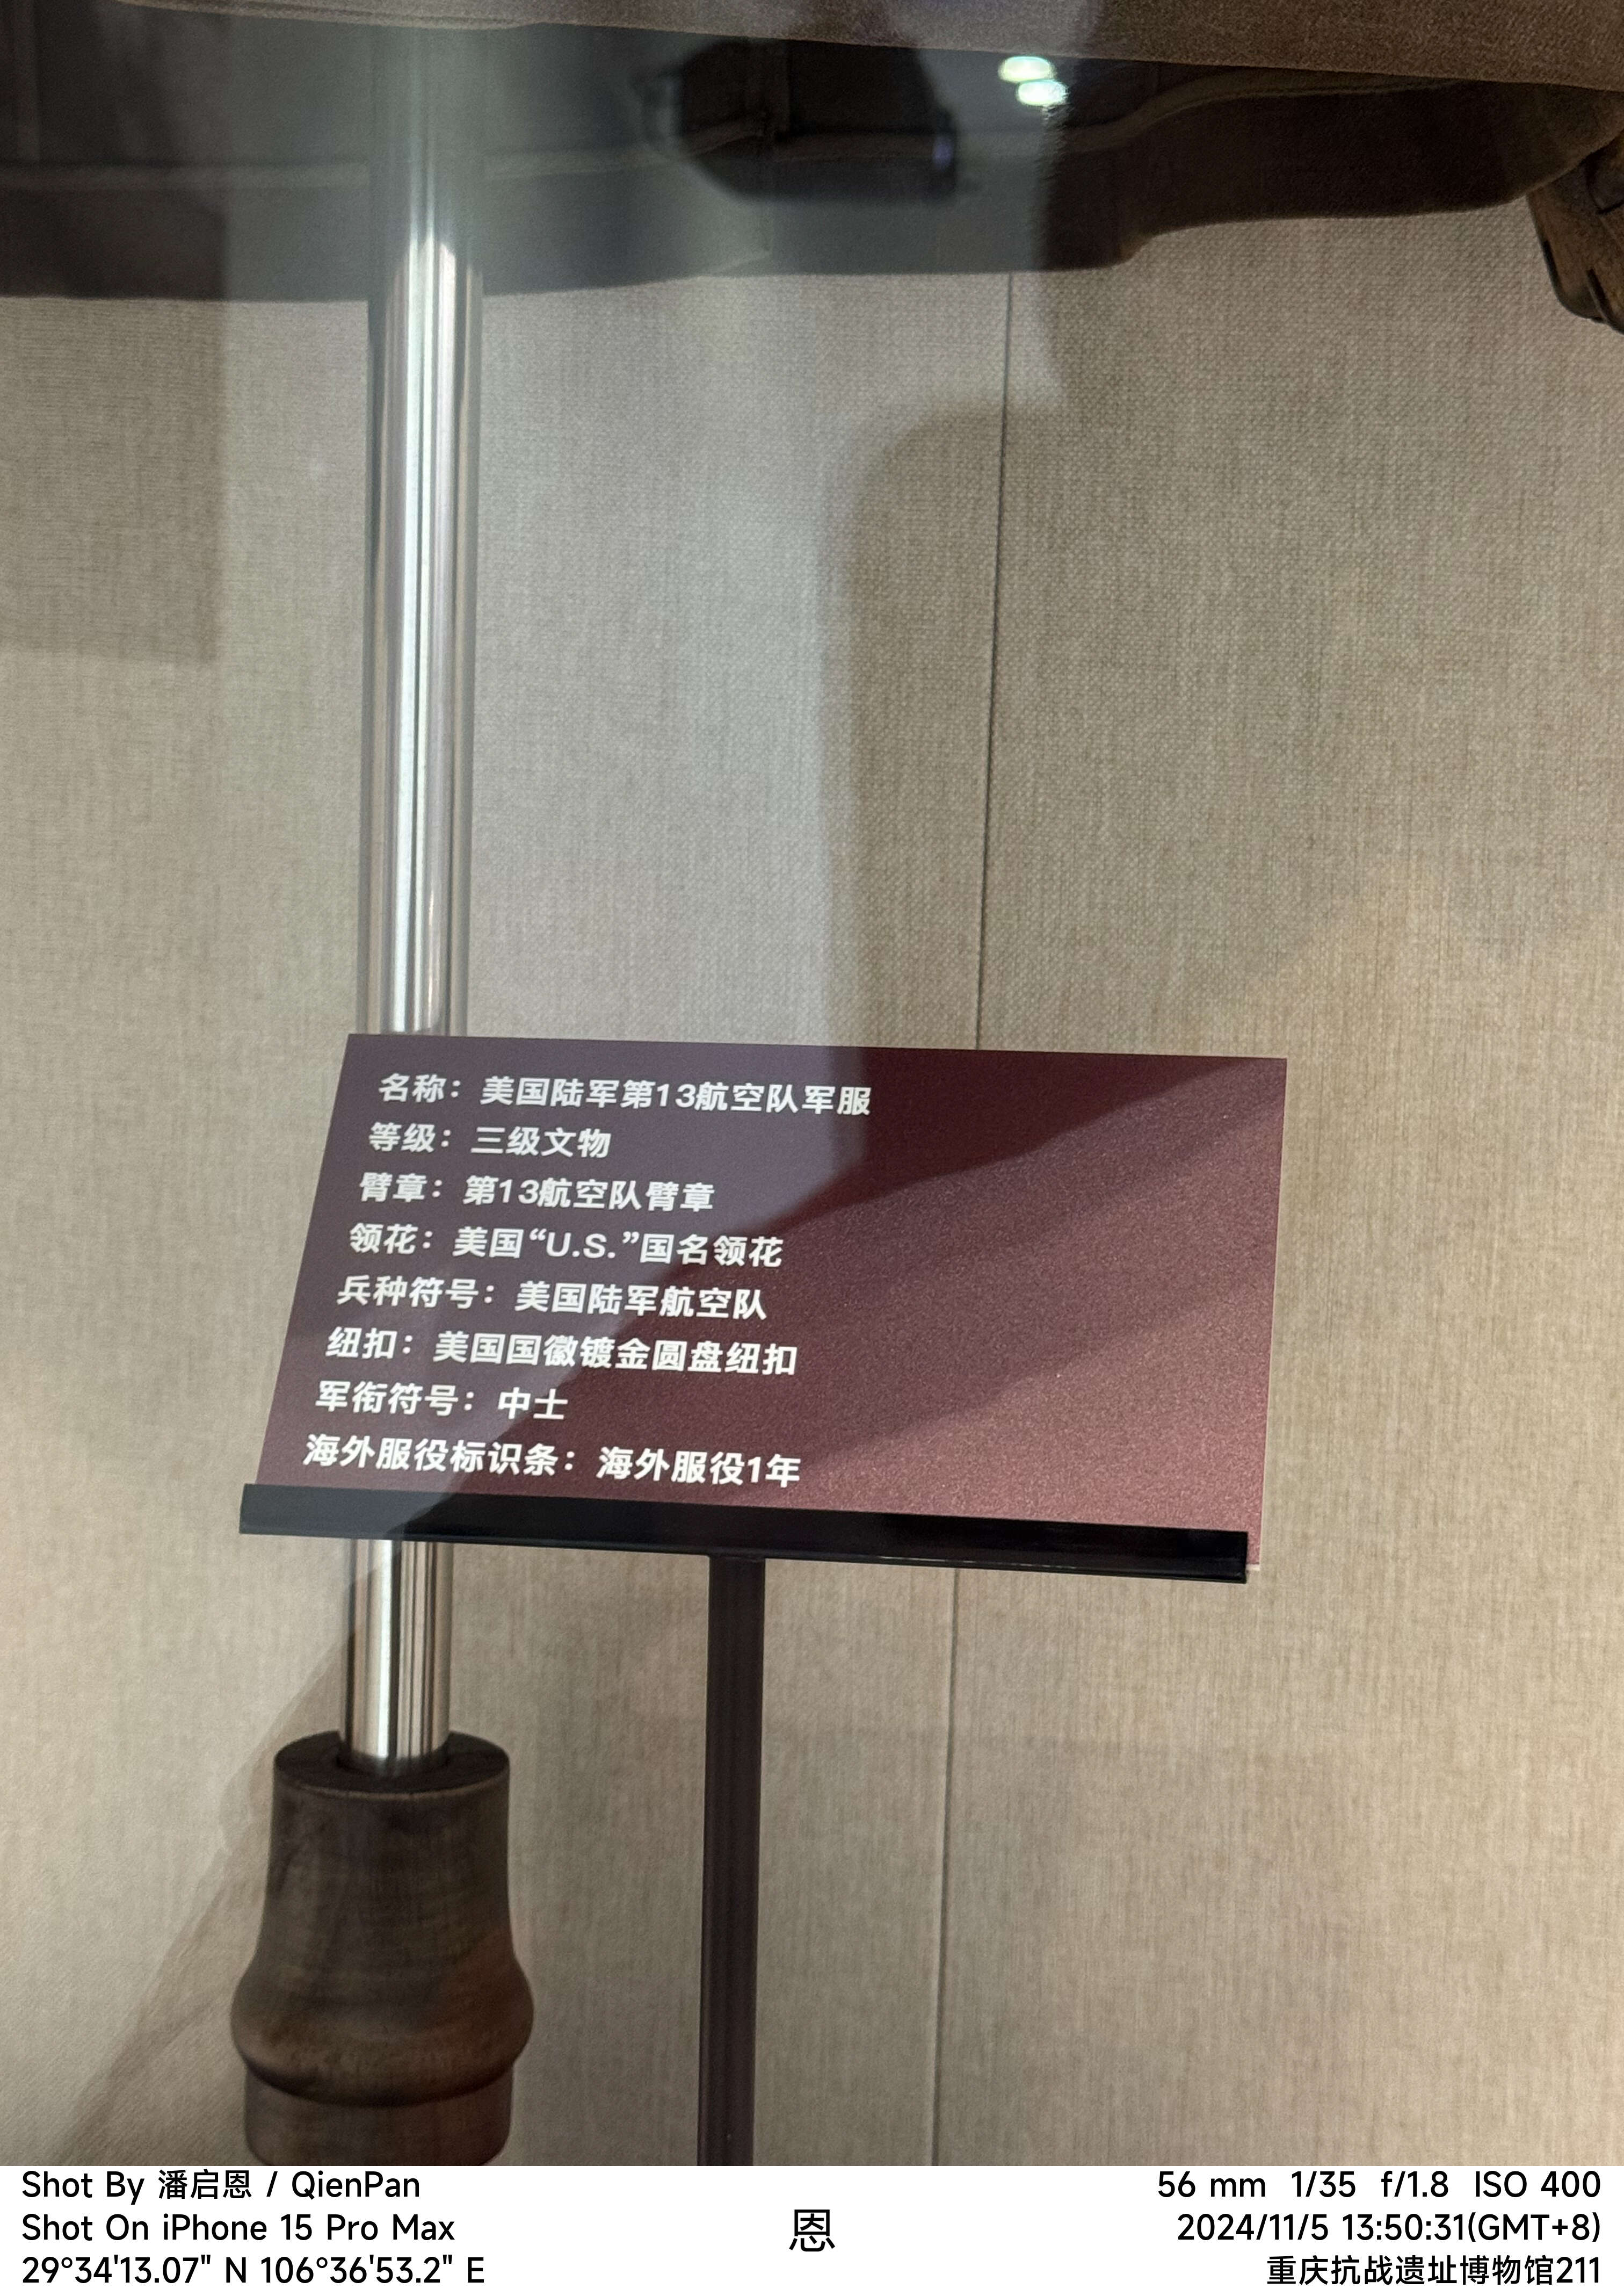 名称：美国陆军第13航空队军服
等级：三级文物
臂章：第13航空队臂章
领花：美国“U.S.”国名领花
兵种符号：美国陆军航空队
纽扣：美国国徽镀金圆盘纽扣
军衔符号：中士
海外服役标识条：海外服役1年
Shot By 潘启恩 / QienPan
Shot On iPhone 15 Pro Max
29°34'13.07" N 106°36'53.2" E
恩
56 mm 1/35 f/1.8 ISO 400
2024/11/5 13:50:31(GMT+8)
重庆抗战遗址博物馆211